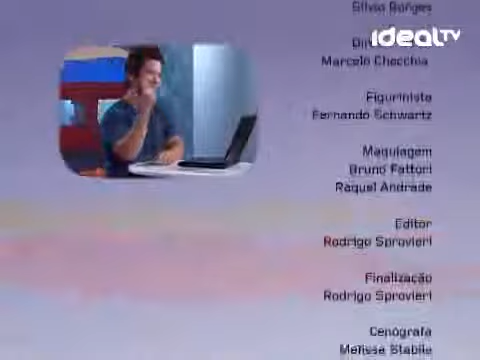 Silvio Borges
idealTV
Marcelo Checchia
Figurinista
Fernando Schwartz
Maquiagem
Bruno Fattori
Raquel Andrade
Editor
Rodrigo Sprovieri
Finalização
Rodrigo Sprovieri
Cenógrafa
Melissa Stabile